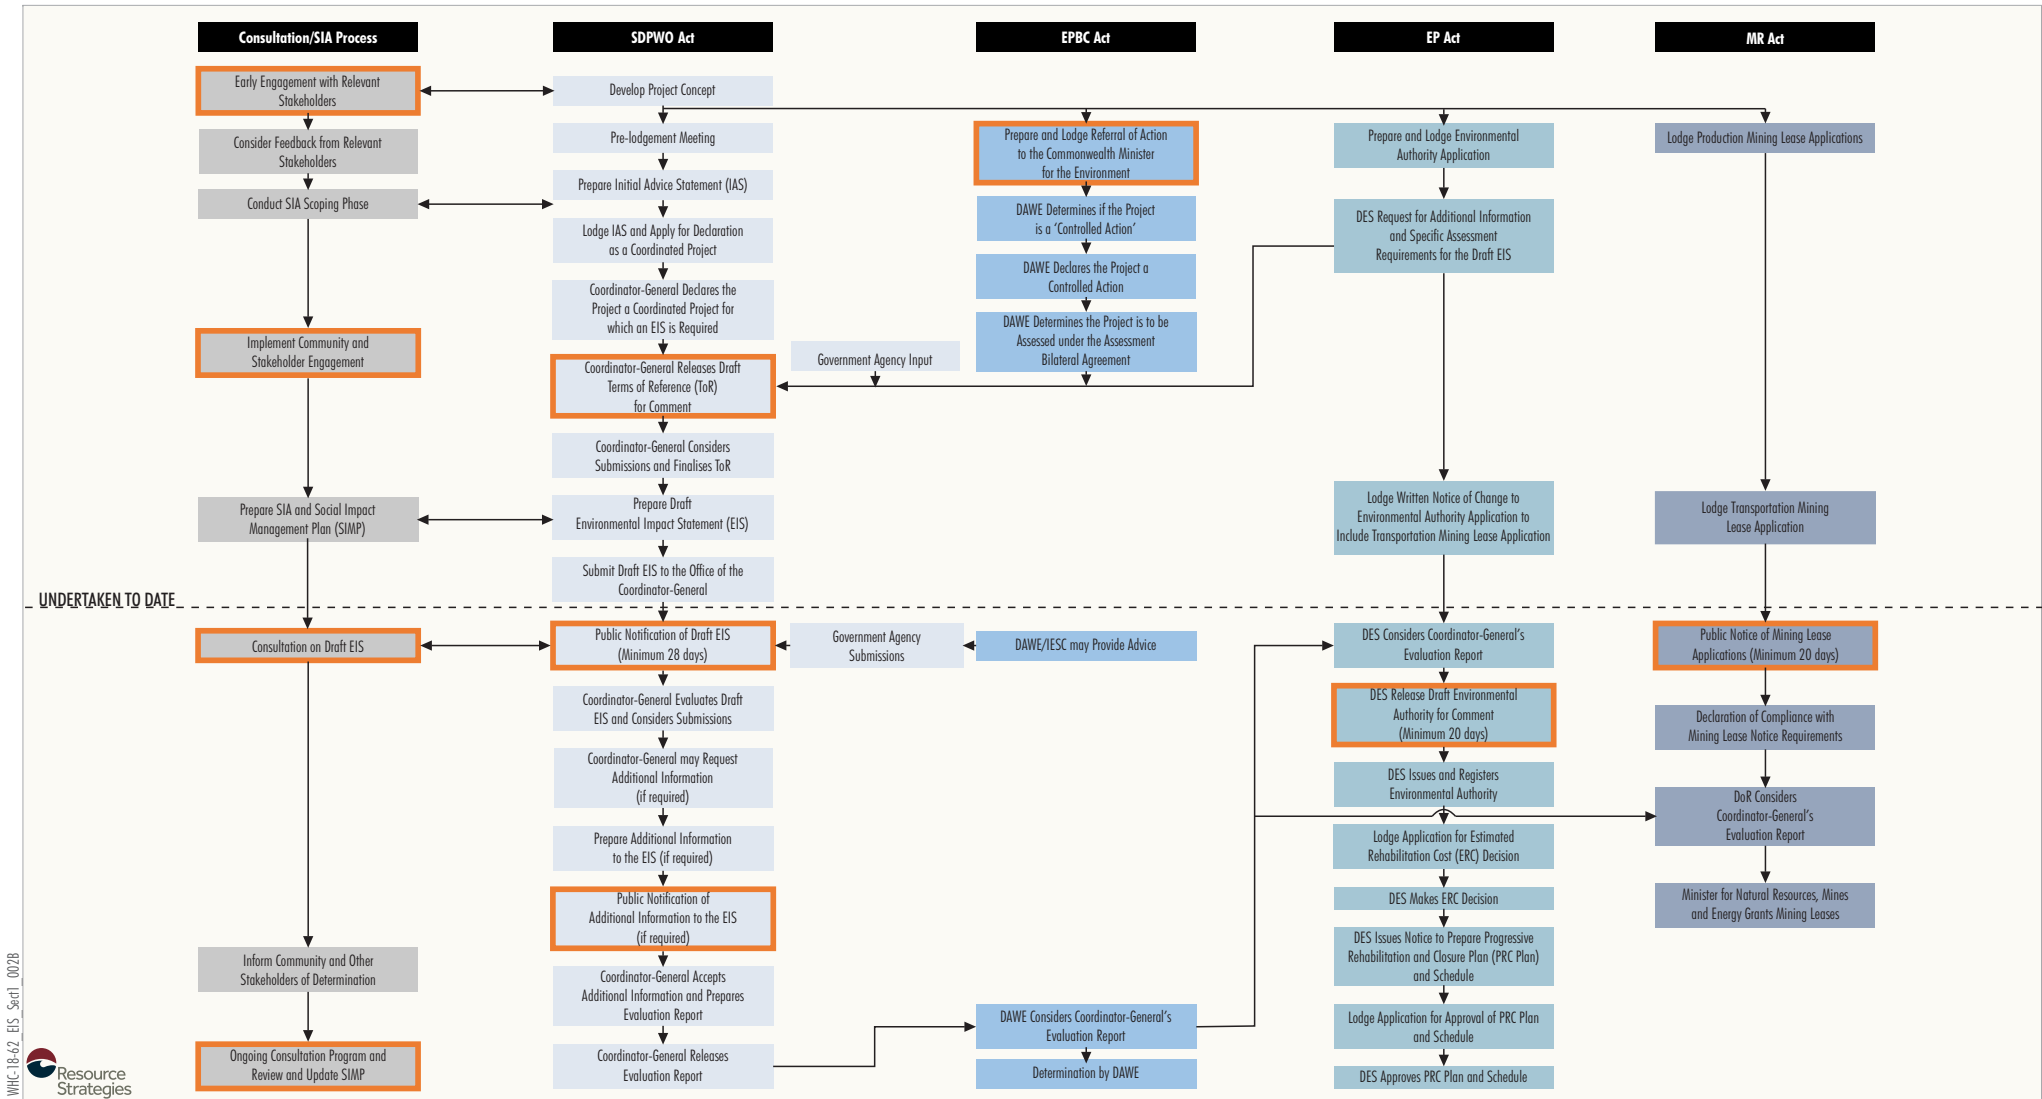 Consultation/SIA Process
SDPWO Act
EPBC Act
EP Act
MR Act
Early Engagement with Relevant
Stakeholders
Consider Feedback from Relevant
Stakeholders
Conduct SIA Scoping Phase
Implement Community and
Stakeholder Engagement
Prepare SIA and Social Impact
Management Plan (SIMP)
Develop Project Concept
Pre-lodgement Meeting
Prepare Initial Advice Statement (IAS)
Lodge IAS and Apply for Declaration
as a Coordinated Project
Coordinator-General Declares the
Project a Coordinated Project for
which an EIS is Required
Coordinator-General Releases Draft
Terms of Reference (ToR)
for Comment
Coordinator-General Considers
Submissions and Finalises ToR
Prepare Draft
Environmental Impact Statement (EIS)
Submit Draft EIS to the Office of the
Coordinator-General
Government Agency Input
Prepare and Lodge Referral of Action
to the Commonwealth Minister
for the Environment
DAWE Determines if the Project
is a ‘Controlled Action’
DAWE Declares the Project a
Controlled Action
DAWE Determines the Project is to be
Assessed under the Assessment
Bilateral Agreement
Prepare and Lodge Environmental
Authority Application
DES Request for Additional Information
and Specific Assessment
Requirements for the Draft EIS
Lodge Written Notice of Change to
Environmental Authority Application to
Include Transportation Mining Lease Application
Lodge Production Mining Lease Applications
Lodge Transportation Mining
Lease Application
UNDERTAKEN TO DATE
Consultation on Draft EIS
Inform Community and Other
Stakeholders of Determination
Ongoing Consultation Program and
Review and Update SIMP
Public Notification of Draft EIS
(Minimum 28 days)
Coordinator-General Evaluates Draft
EIS and Considers Submissions
Coordinator-General may Request
Additional Information
(if required)
Prepare Additional Information
to the EIS (if required)
Public Notification of
Additional Information to the EIS
(if required)
Coordinator-General Accepts
Additional Information and Prepares
Evaluation Report
Coordinator-General Releases
Evaluation Report
Government Agency
Submissions
DAWE/IESC may Provide Advice
DAWE Considers Coordinator-General’s
Evaluation Report
Determination by DAWE
DES Considers Coordinator-General’s
Evaluation Report
DES Release Draft Environmental
Authority for Comment
(Minimum 20 days)
DES Issues and Registers
Environmental Authority
Lodge Application for Estimated
Rehabilitation Cost (ERC) Decision
DES Makes ERC Decision
DES Issues Notice to Prepare Progressive
Rehabilitation and Closure Plan (PRC Plan)
and Schedule
Lodge Application for Approval of PRC Plan
and Schedule
DES Approves PRC Plan and Schedule
Public Notice of Mining Lease
Applications (Minimum 20 days)
Declaration of Compliance with
Mining Lease Notice Requirements
DoR Considers
Coordinator-General’s
Evaluation Report
Minister for Natural Resources, Mines
and Energy Grants Mining Leases
WHC-18-62_EIS_Sect1_002B
Resource
Strategies